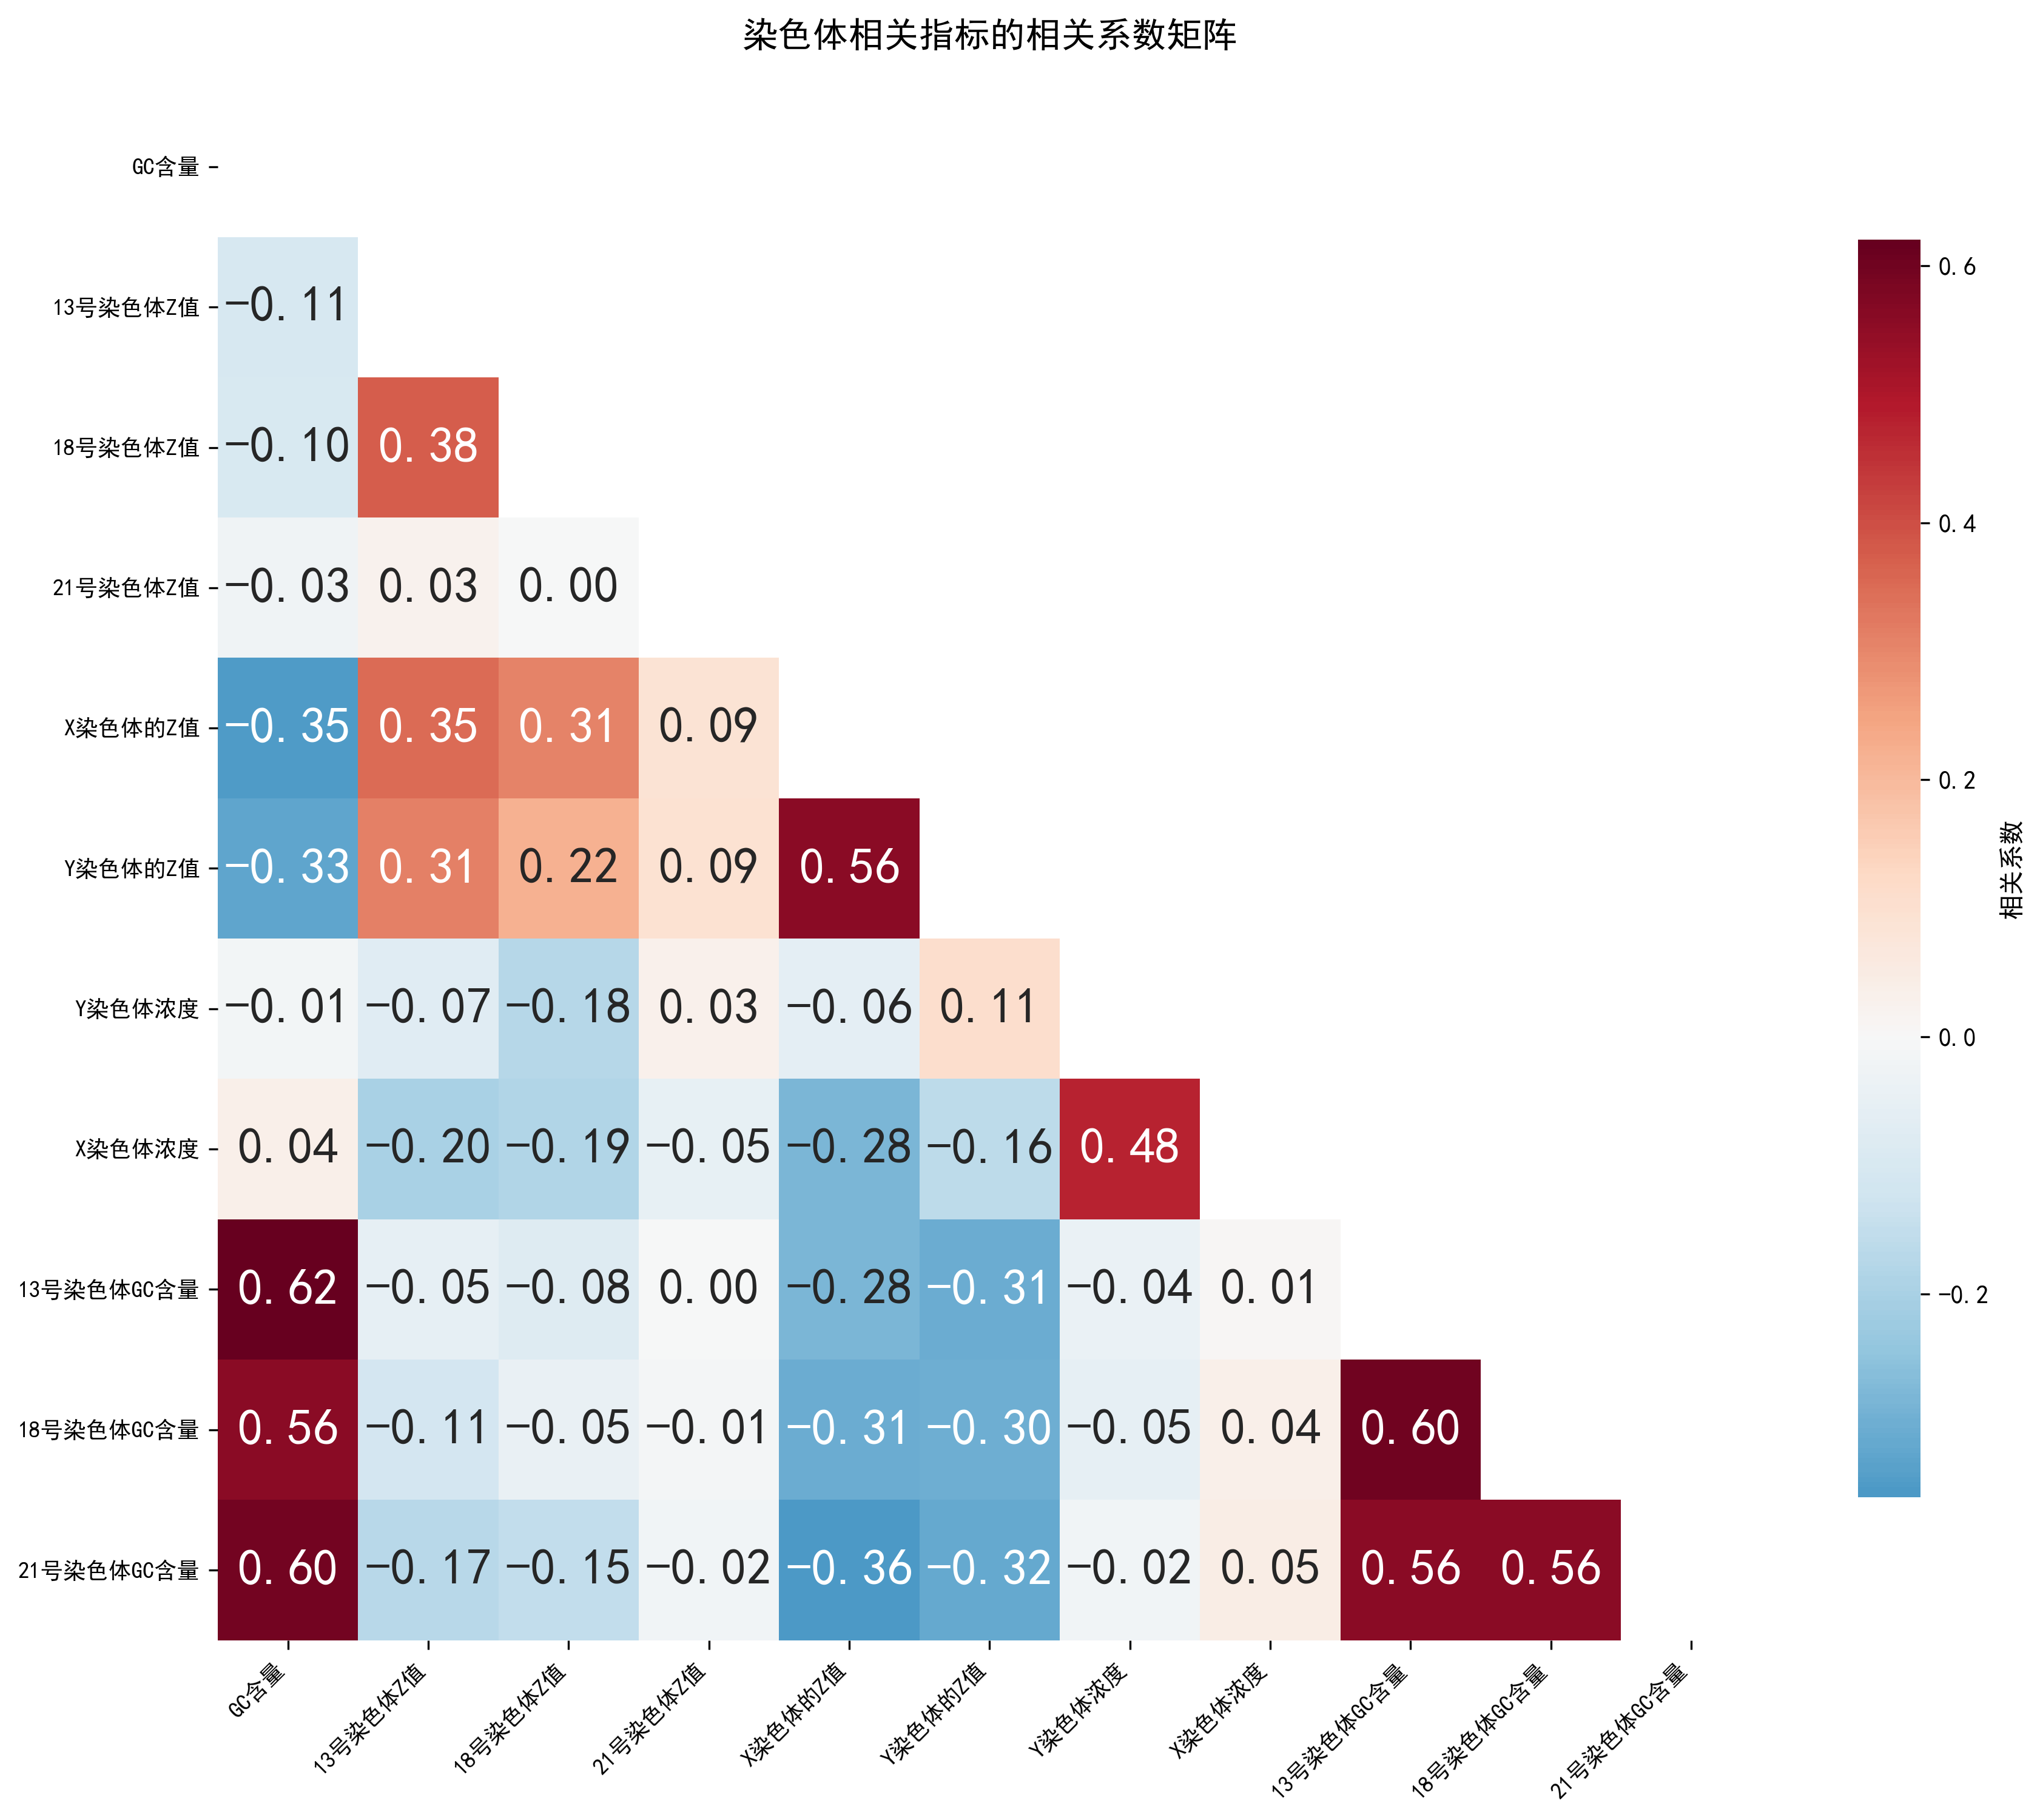 染色体相关指标的相关系数矩阵
GC含量
13号染色体Z值 −0.11
18号染色体Z值 −0.10 0.38
21号染色体Z值 −0.03 0.03 0.00
X染色体的Z值 −0.35 0.35 0.31 0.09
Y染色体的Z值 −0.33 0.31 0.22 0.09 0.56
Y染色体浓度 −0.01 −0.07 −0.18 0.03 −0.06 0.11
X染色体浓度 0.04 −0.20 −0.19 −0.05 −0.28 −0.16 0.48
13号染色体GC含量 0.62 −0.05 −0.08 0.00 −0.28 −0.31 −0.04 0.01
18号染色体GC含量 0.56 −0.11 −0.05 −0.01 −0.31 −0.30 −0.05 0.04 0.60
21号染色体GC含量 0.60 −0.17 −0.15 −0.02 −0.36 −0.32 −0.02 0.05 0.56 0.56
GC含量
13号染色体Z值
18号染色体Z值
21号染色体Z值
X染色体的Z值
Y染色体的Z值
Y染色体浓度
X染色体浓度
13号染色体GC含量
18号染色体GC含量
21号染色体GC含量
0.6
0.4
0.2
0.0
−0.2
相关系数